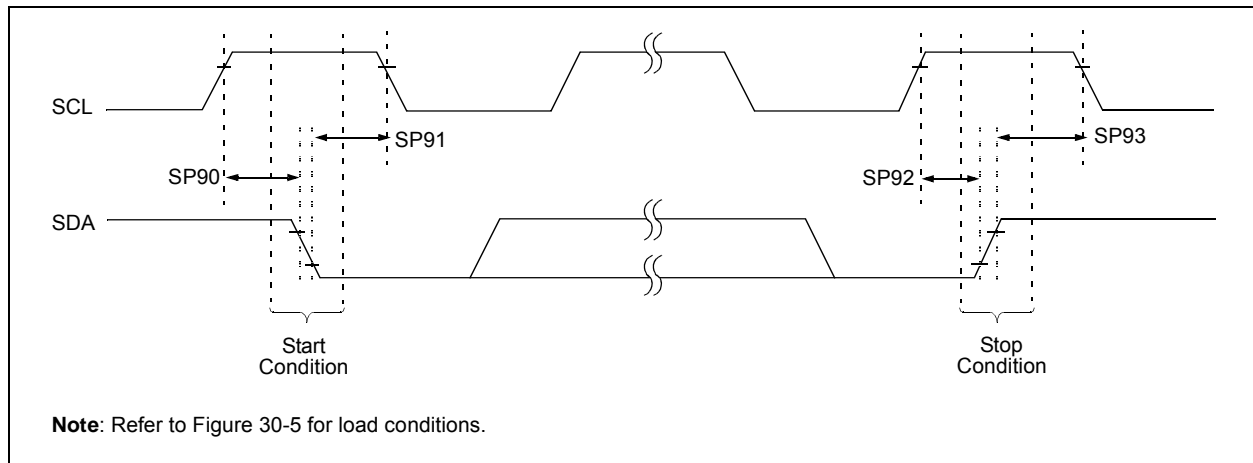 SCL
SP91
SP93
SP90
SP92
SDA
Start
Condition
Stop
Condition
Note: Refer to Figure 30-5 for load conditions.